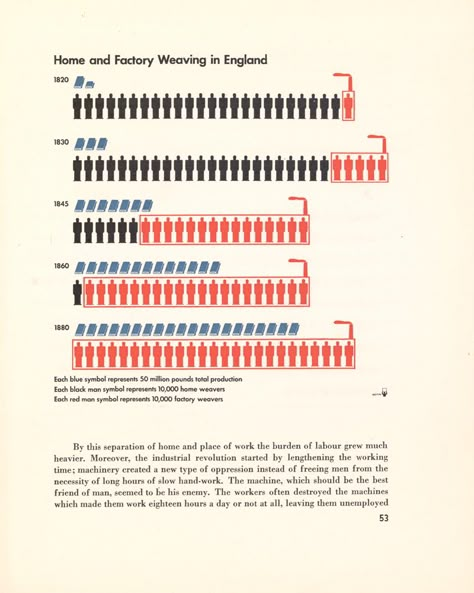 Home and Factory Weaving in England
1820
1830
1845
1860
1880
Each blue symbol represents 50 million pounds total production
Each black man symbol represents 10,000 home weavers
Each red man symbol represents 10,000 factory weavers
By this separation of home and place of work the burden of labour grew much
heavier. Moreover, the industrial revolution started by lengthening the working
time; machinery created a new type of oppression instead of freeing men from the
necessity of long hours of slow hand-work. The machine, which should be the best
friend of man, seemed to be his enemy. The workers often destroyed the machines
which made them work eighteen hours a day or not at all, leaving them unemployed
53